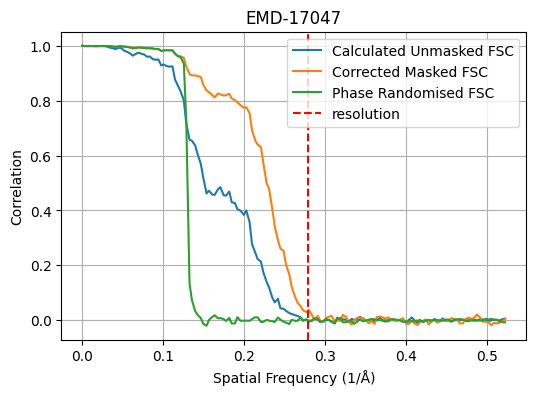 EMD-17047
Calculated Unmasked FSC
Corrected Masked FSC
Phase Randomised FSC
resolution
Correlation
1.0
0.8
0.6
0.4
0.2
0.0
0.0 0.1 0.2 0.3 0.4 0.5
Spatial Frequency (1/Å)